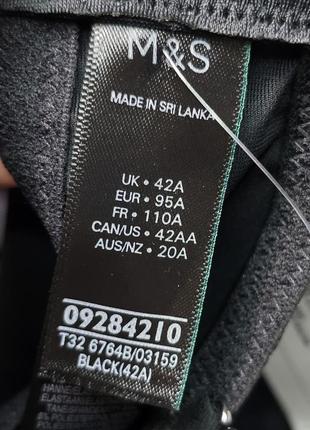 M&S
MADE IN SRI LANKA
UK • 42A
EUR • 95A
FR • 110A
CAN/US • 42AA
AUS/NZ • 20A
09284210
T32 6764B/03159
BLACK(42A)